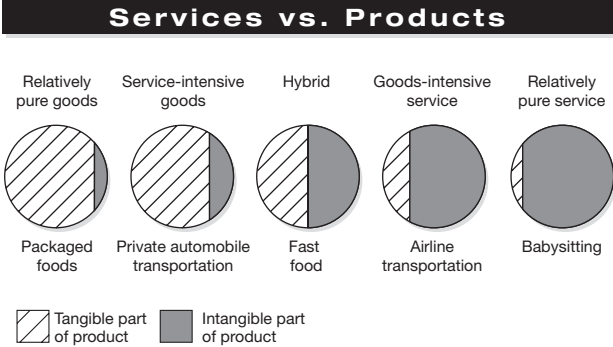 Services vs. Products
Relatively
pure goods
Service-intensive
goods
Hybrid
Goods-intensive
service
Relatively
pure service
Packaged
foods
Private automobile
transportation
Fast
food
Airline
transportation
Babysitting
Tangible part
of product
Intangible part
of product